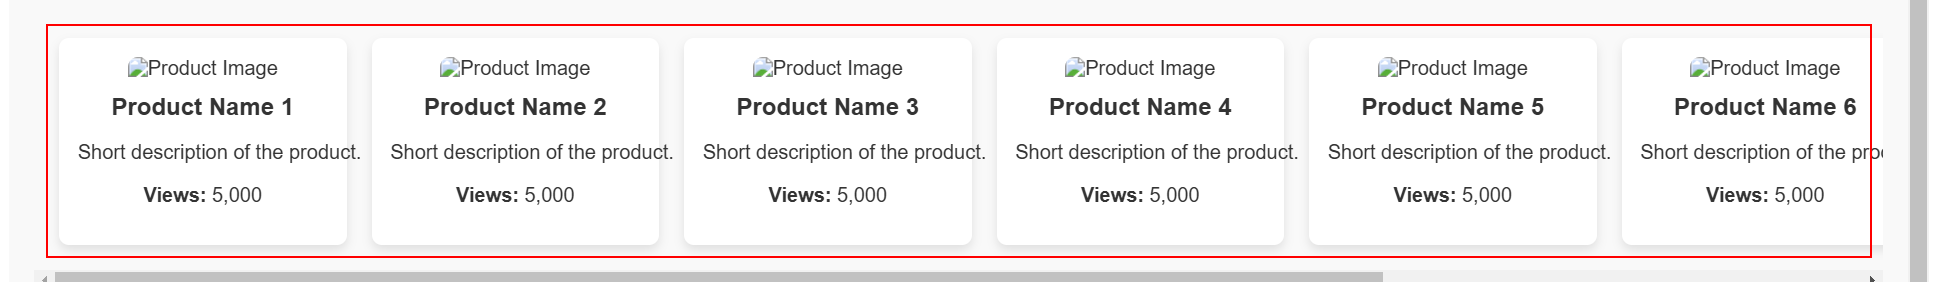 Product Image
Product Name 1
Short description of the product.
Views: 5,000
Product Image
Product Name 2
Short description of the product.
Views: 5,000
Product Image
Product Name 3
Short description of the product.
Views: 5,000
Product Image
Product Name 4
Short description of the product.
Views: 5,000
Product Image
Product Name 5
Short description of the product.
Views: 5,000
Product Image
Product Name 6
Short description of the
Views: 5,000